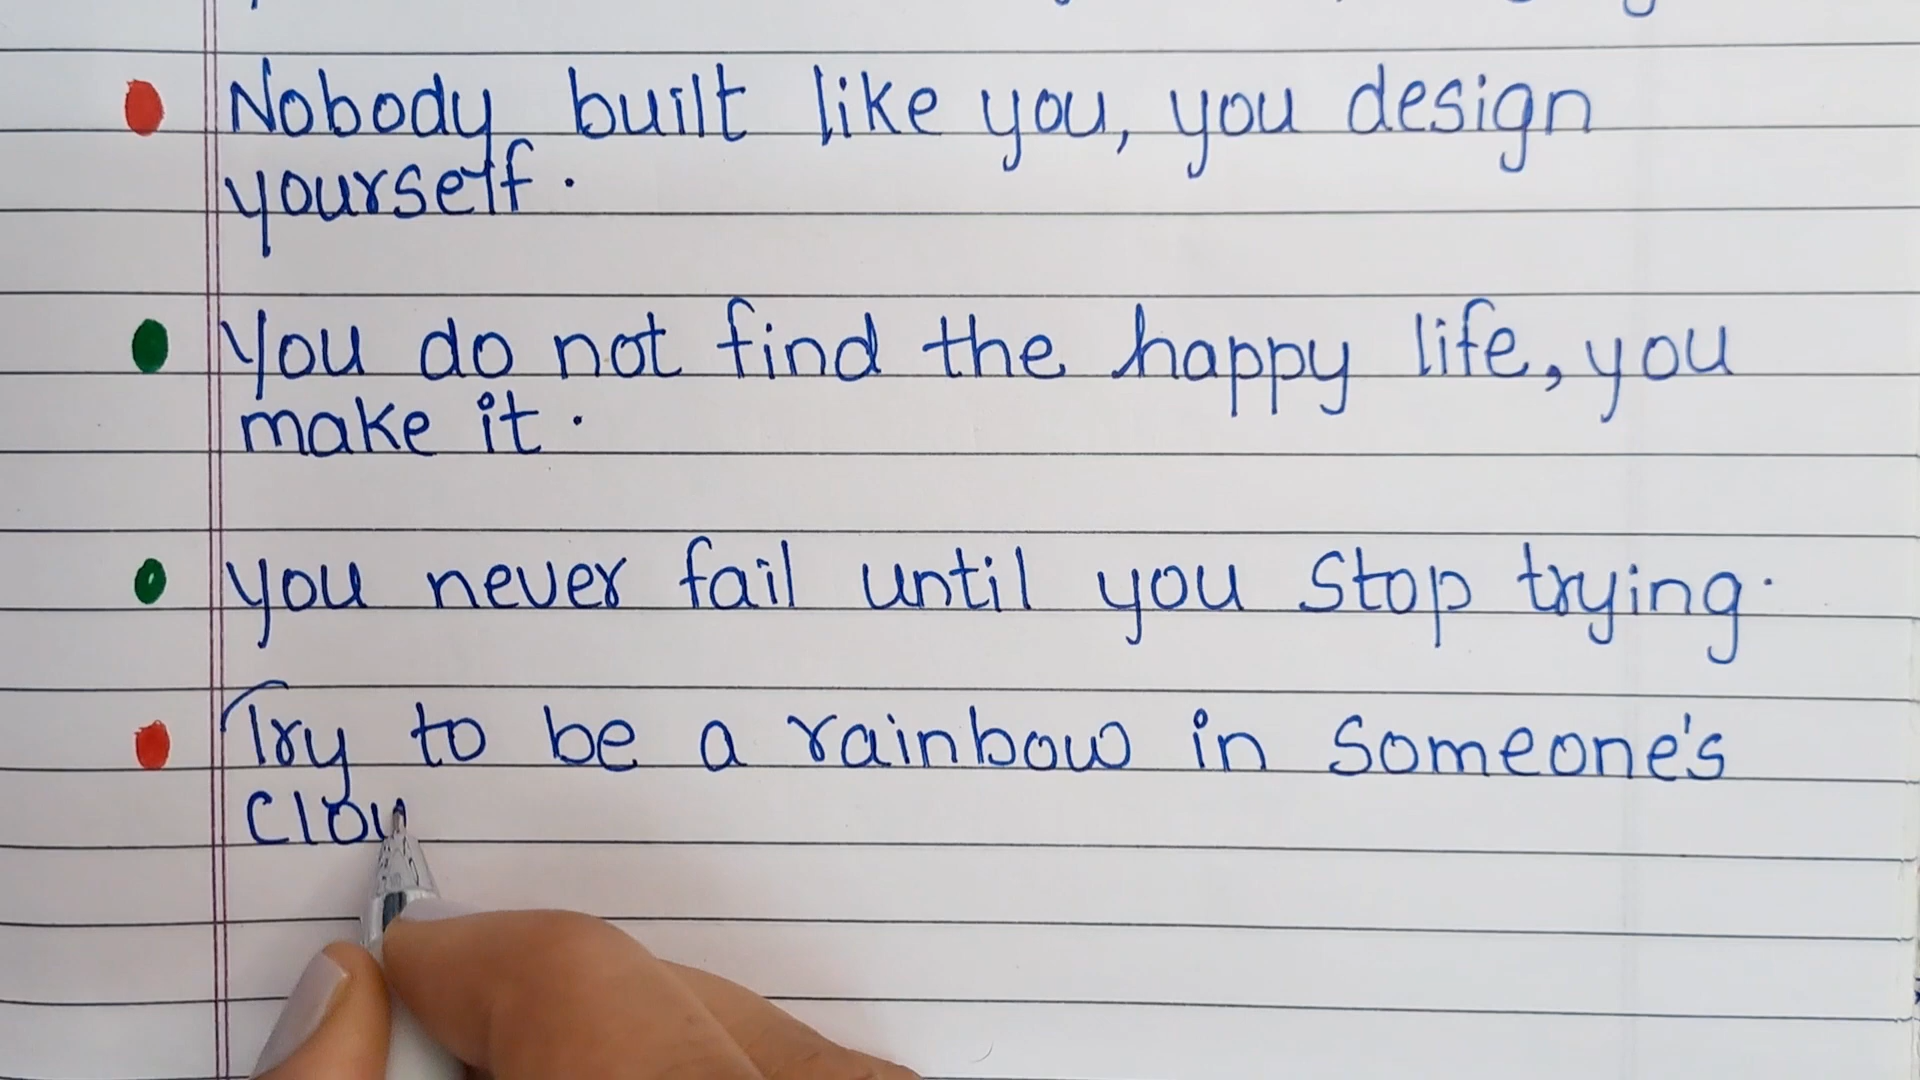 Nobody built like you, you design
yourself.
You do not find the happy life, you
make it.
you never fail until you stop trying.
Try to be a rainbow in someone's
clou